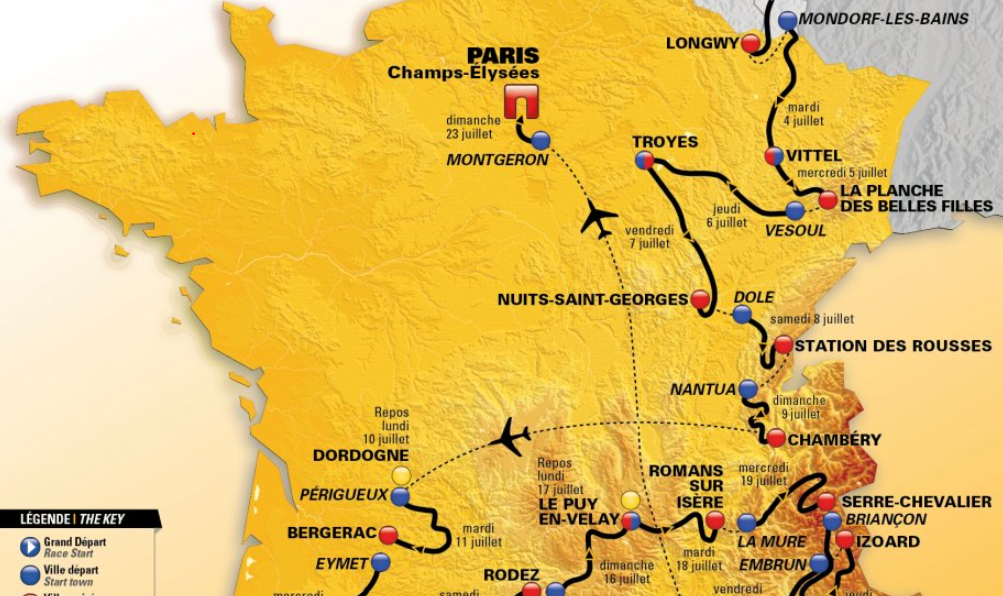 MONDORF-LES-BAINS
LONGWY
PARIS
Champs-Élysées
dimanche
23 juillet
MONTGERON
mardi
4 juillet
TROYES
VITTEL
mercredi 5 juillet
LA PLANCHE
DES BELLES FILLES
jeudi
6 juillet
VESOUL
vendredi
7 juillet
NUITS-SAINT-GEORGES
DOLE
samedi 8 juillet
STATION DES ROUSSES
NANTUA
dimanche
9 juillet
CHAMBÉRY
Repos
lundi
10 juillet
DORDOGNE
PÉRIGUEUX
BERGERAC
mardi
11 juillet
EYMET
Repos
lundi
17 juillet
LE PUY
EN-VELAY
ROMANS
SUR
ISÈRE
mercredi
19 juillet
SERRE-CHEVALIER
BRIANÇON
IZOARD
LA MURE
mardi
18 juillet
EMBRUN
dimanche
16 juillet
RODEZ
mercredi
samedi
vendredi
jeudi
LÉGENDE | THE KEY
Grand Départ
Race Start
Ville départ
Start town